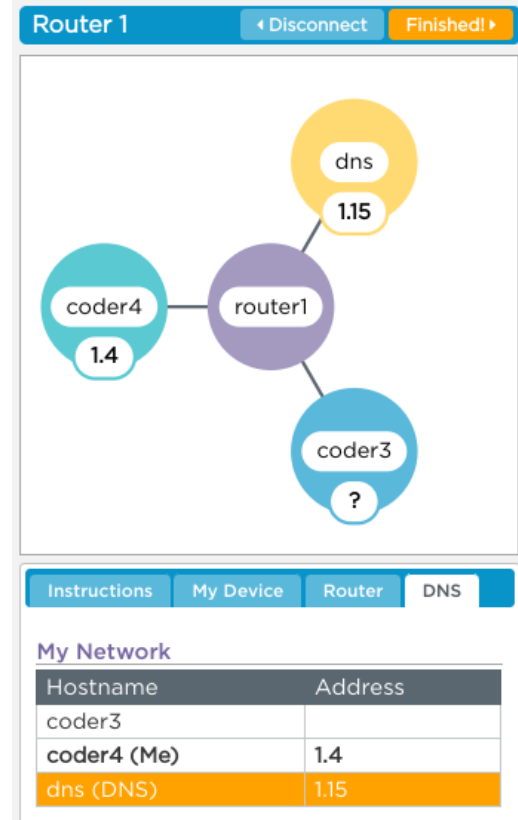 Router 1 Disconnect Finished!
dns
1.15
coder4 router1
1.4
coder3
?
Instructions My Device Router DNS
My Network
Hostname Address
coder3
coder4 (Me) 1.4
dns (DNS) 1.15